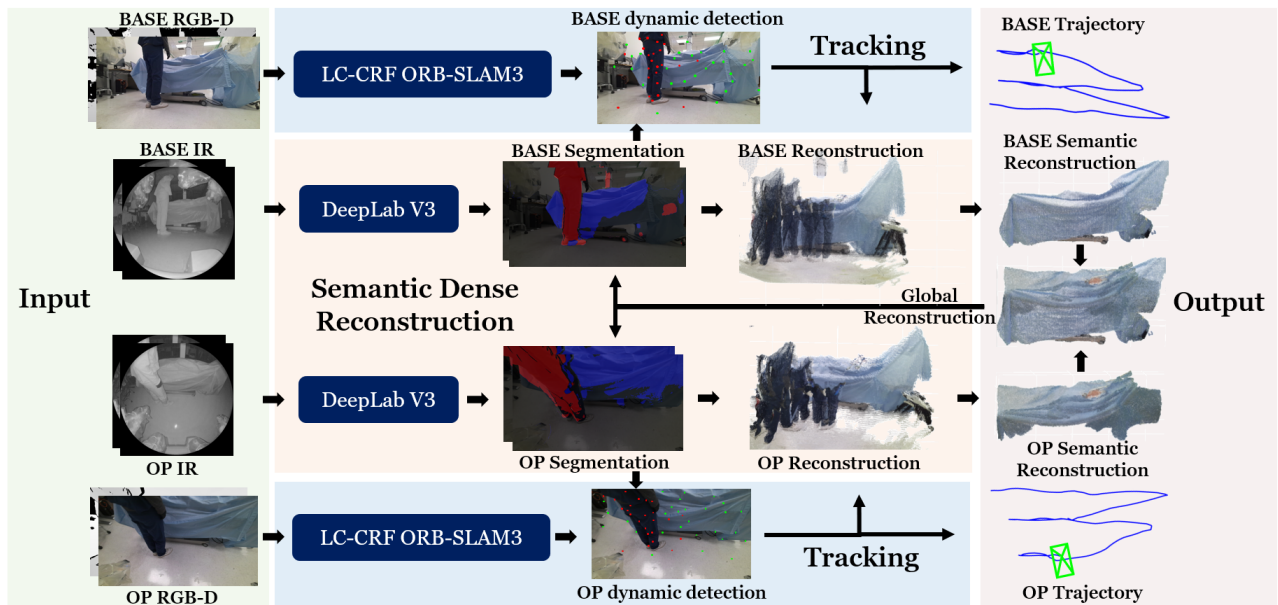 BASE RGB-D
BASE dynamic detection
BASE Trajectory
LC-CRF ORB-SLAM3
Tracking
BASE IR
BASE Segmentation
BASE Reconstruction
BASE Semantic
Reconstruction
DeepLab V3
Input
Semantic Dense
Reconstruction
Global
Reconstruction
Output
DeepLab V3
OP IR
OP Segmentation
OP Reconstruction
OP Semantic
Reconstruction
LC-CRF ORB-SLAM3
Tracking
OP RGB-D
OP dynamic detection
OP Trajectory